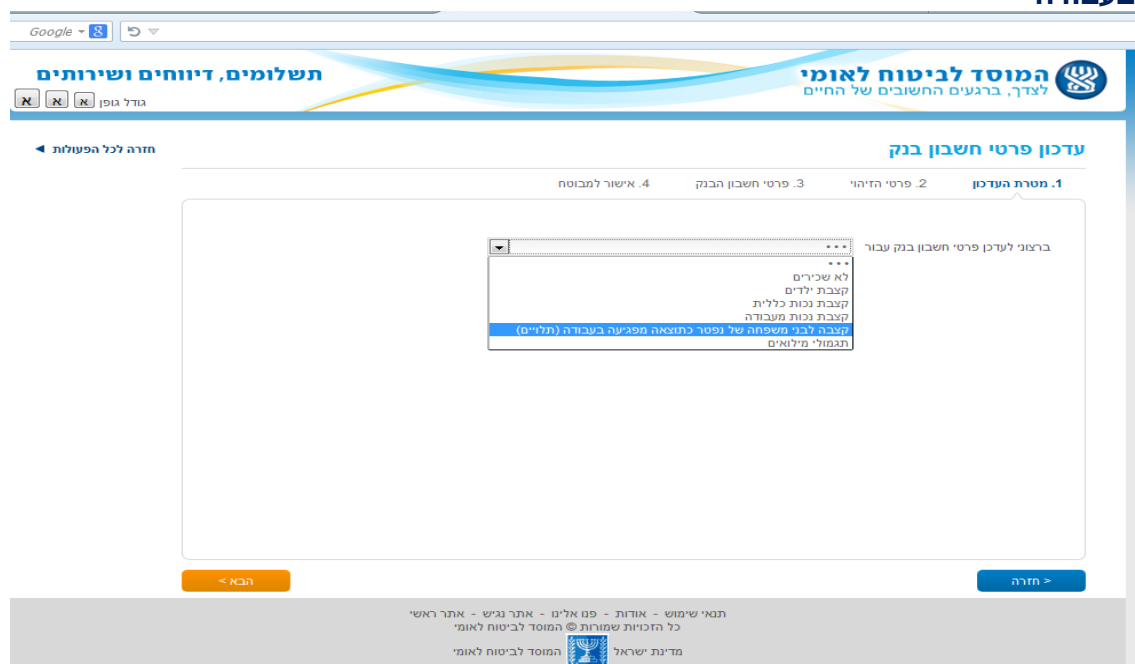 Google
המוסד לביטוח לאומי
לצדך, ברגעים החשובים של החיים
תשלומים, דיווחים ושירותים
גודל גופן א א א
עדכון פרטי חשבון בנק
חזרה לכל הפעולות
1. מטרת העדכון 2. פרטי הזיהוי 3. פרטי חשבון הבנק 4. אישור למבוטח
ברצוני לעדכן פרטי חשבון בנק עבור •••
•••
לא שכירים
קצבת ילדים
קצבת נכות כללית
קצבת נכות מעבודה
קצבה לבני משפחה של נפטר כתוצאה מפגיעה בעבודה (תלויים)
תגמולי מילואים
< חזרה
הבא >
תנאי שימוש - אודות - פנו אלינו - אתר נגיש - אתר ראשי
כל הזכויות שמורות © המוסד לביטוח לאומי
מדינת ישראל המוסד לביטוח לאומי